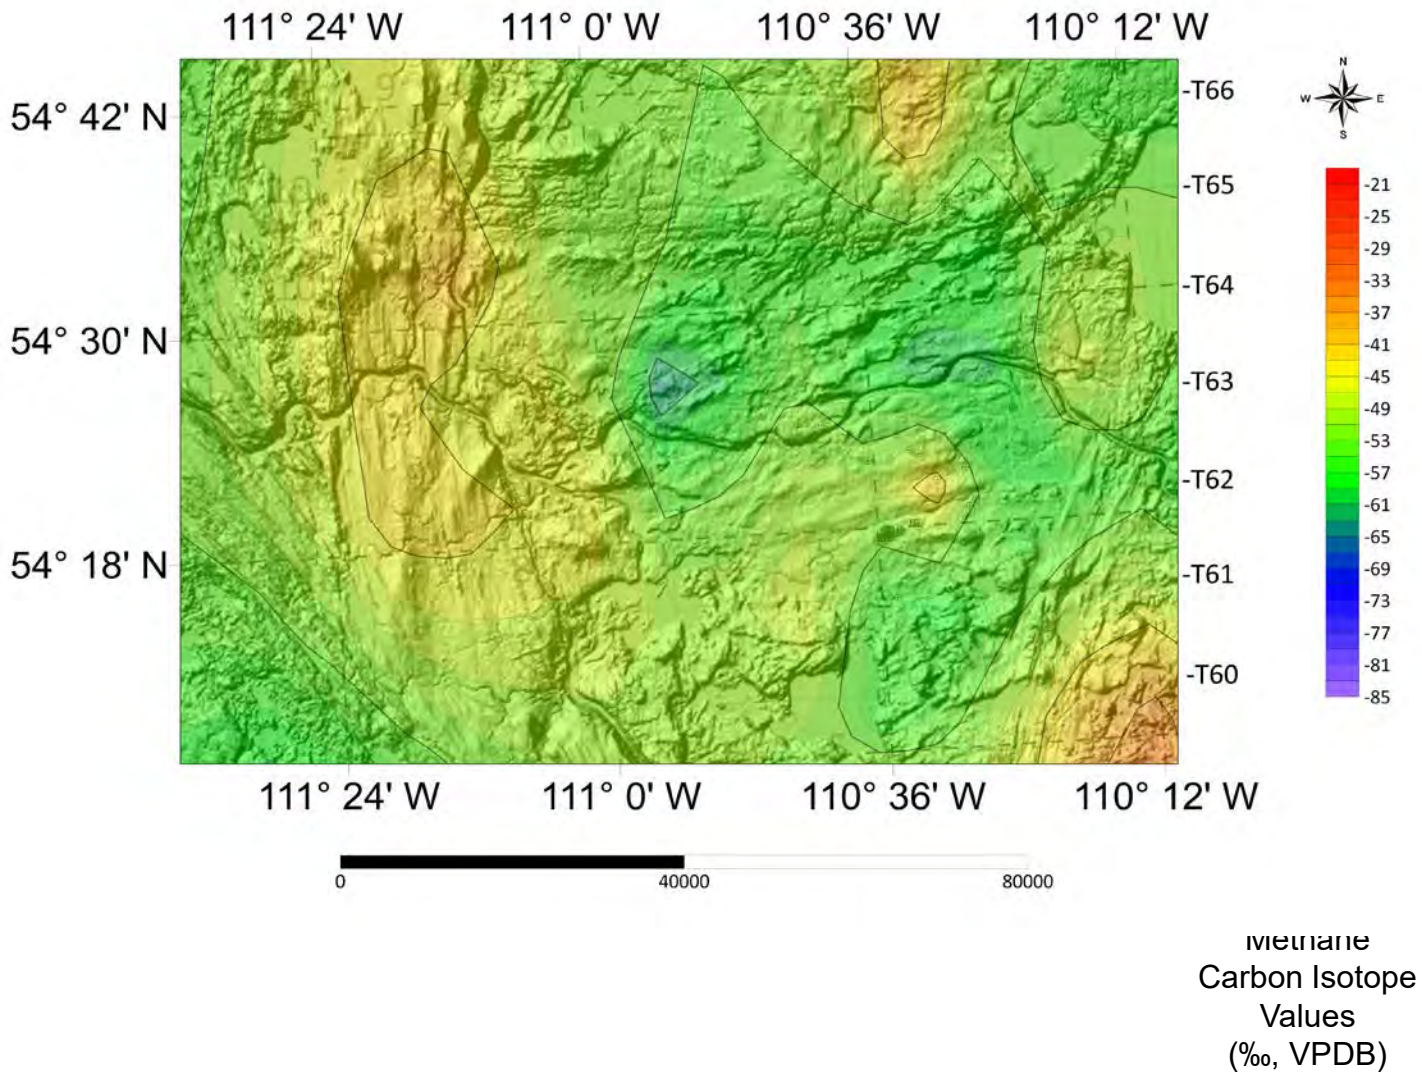 111° 24' W 111° 0' W 110° 36' W 110° 12' W
N
W E
S
54° 42' N
54° 30' N
54° 18' N
-T66
-T65
-T64
-T63
-T62
-T61
-T60
-21
-25
-29
-33
-37
-41
-45
-49
-53
-57
-61
-65
-69
-73
-77
-81
-85
111° 24' W 111° 0' W 110° 36' W 110° 12' W
0 40000 80000
Methane
Carbon Isotope
Values
(‰, VPDB)